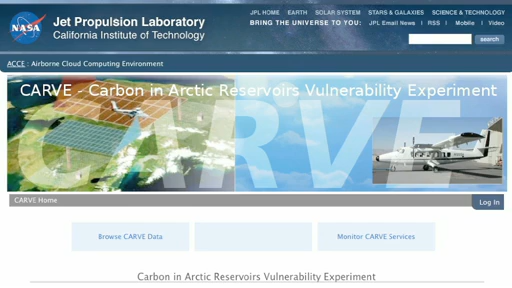 NASA
Jet Propulsion Laboratory
California Institute of Technology
JPL HOME EARTH SOLAR SYSTEM STARS & GALAXIES SCIENCE & TECHNOLOGY
BRING THE UNIVERSE TO YOU: JPL Email News | RSS | Mobile | Video
search
ACCE : Airborne Cloud Computing Environment
CARVE - Carbon in Arctic Reservoirs Vulnerability Experiment
CARVE
CARVE Home
Log In
Browse CARVE Data
Monitor CARVE Services
Carbon in Arctic Reservoirs Vulnerability Experiment